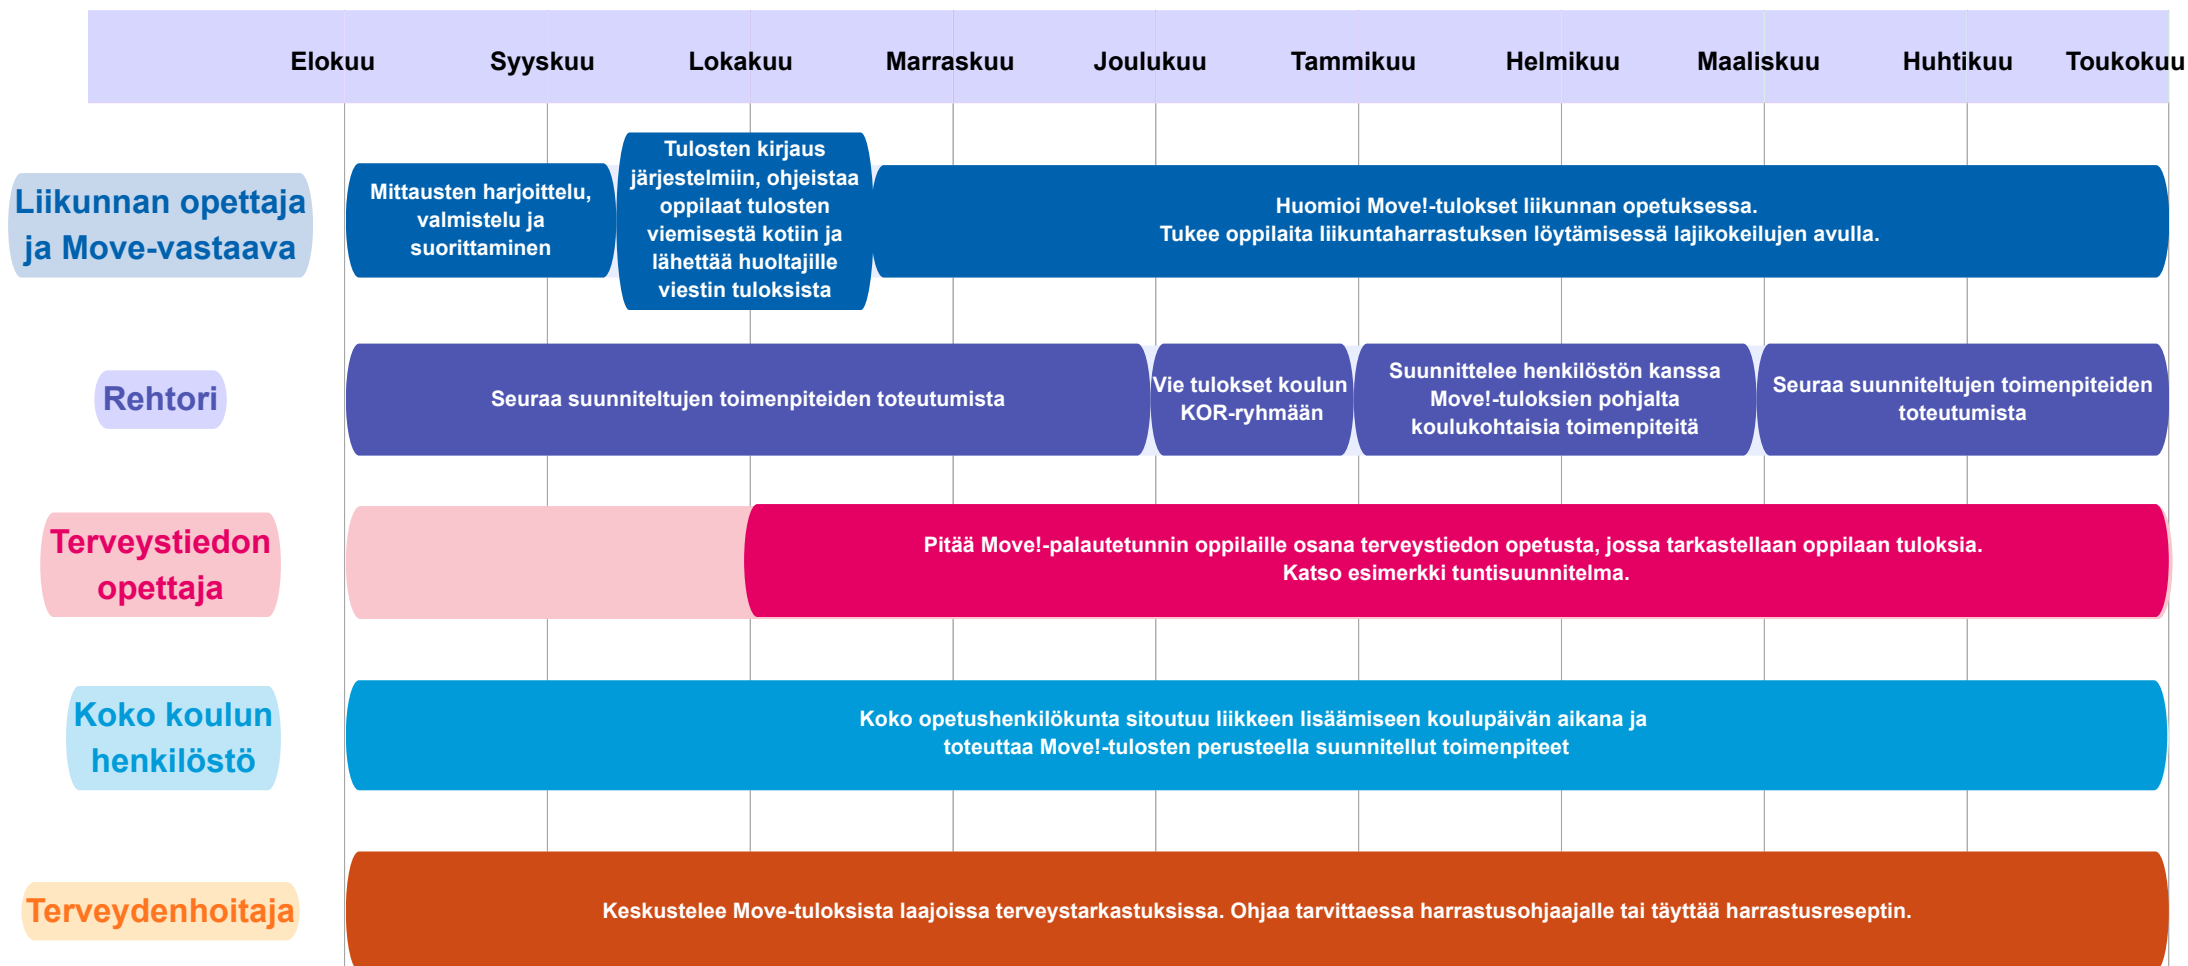 Elokuu Syyskuu Lokakuu Marraskuu Joulukuu Tammikuu Helmikuu Maaliskuu Huhtikuu Toukokuu
Liikunnan opettaja
ja Move-vastaava
Mittausten harjoittelu,
valmistelu ja
suorittaminen
Tulosten kirjaus
järjestelmiin, ohjeistaa
oppilaat tulosten
viemisestä kotiin ja
lähettää huoltajille
viestin tuloksista
Huomioi Move!-tulokset liikunnan opetuksessa.
Tukee oppilaita liikuntaharrastuksen löytämisessä lajikokeilujen avulla.
Rehtori
Seuraa suunniteltujen toimenpiteiden toteutumista
Vie tulokset koulun
KOR-ryhmään
Suunnittelee henkilöstön kanssa
Move!-tuloksien pohjalta
koulukohtaisia toimenpiteitä
Seuraa suunniteltujen toimenpiteiden
toteutumista
Terveystiedon
opettaja
Pitää Move!-palautetunnin oppilaille osana terveystiedon opetusta, jossa tarkastellaan oppilaan tuloksia.
Katso esimerkki tuntisuunnitelma.
Koko koulun
henkilöstö
Koko opetushenkilökunta sitoutuu liikkeen lisäämiseen koulupäivän aikana ja
toteuttaa Move!-tulosten perusteella suunnitellut toimenpiteet
Terveydenhoitaja
Keskustelee Move-tuloksista laajoissa terveystarkastuksissa. Ohjaa tarvittaessa harrastusohjaajalle tai täyttää harrastusreseptin.